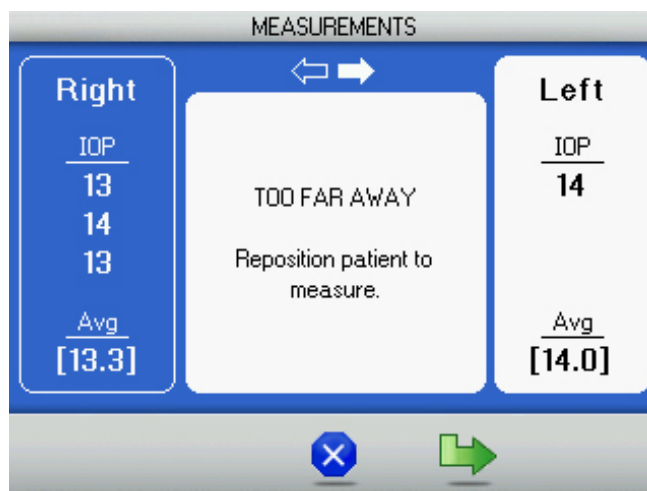 MEASUREMENTS
Right
IOP
13
14
13
Avg
[13.3]
TOO FAR AWAY
Reposition patient to
measure.
Left
IOP
14
Avg
[14.0]